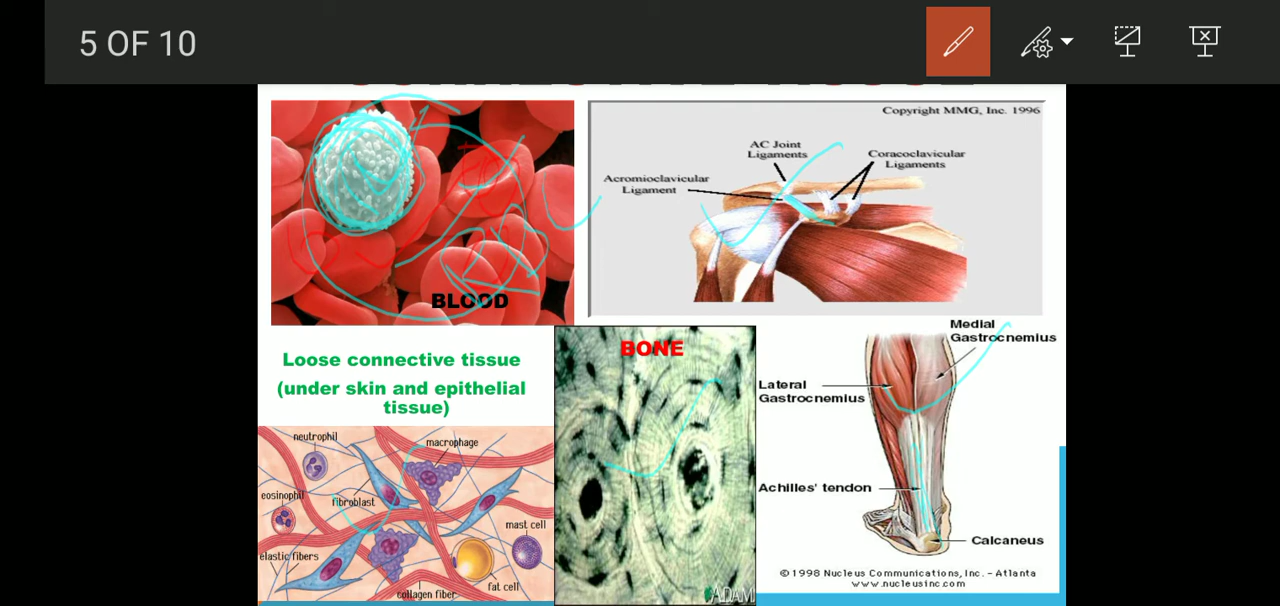 5 OF 10
Copyright MMG, Inc. 1996
AC Joint
Ligaments
Coracoclavicular
Ligaments
Acromioclavicular
Ligament
BLOOD
Loose connective tissue
(under skin and epithelial
tissue)
BONE
Medial
Gastrocnemius
Lateral
Gastrocnemius
Achilles' tendon
Calcaneus
neutrophil
macrophage
eosinophil
fibroblast
mast cell
elastic fibers
fat cell
collagen fiber
ADAM
© 1998 Nucleus Communications, Inc. – Atlanta
www.nucleusinc.com